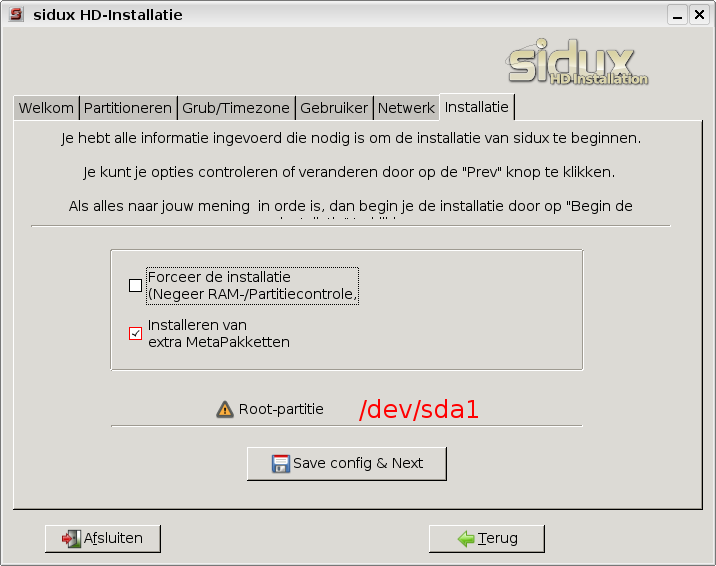 sidux HD-Installatie
sidux
HD-Installation
Welkom Partitioneren Grub/Timezone Gebruiker Netwerk Installatie
Je hebt alle informatie ingevoerd die nodig is om de installatie van sidux te beginnen.
Je kunt je opties controleren of veranderen door op de "Prev" knop te klikken.
Als alles naar jouw mening in orde is, dan begin je de installatie door op "Begin de
Forceer de installatie
(Negeer RAM-/Partitiecontrole,
Installeren van
extra MetaPakketten
Root-partitie /dev/sda1
Save config & Next
Afsluiten Terug